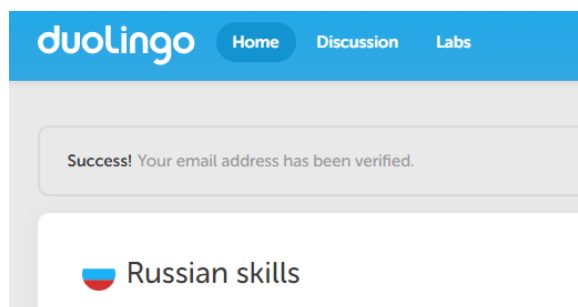 duolingo Home Discussion Labs
Success! Your email address has been verified.
Russian skills